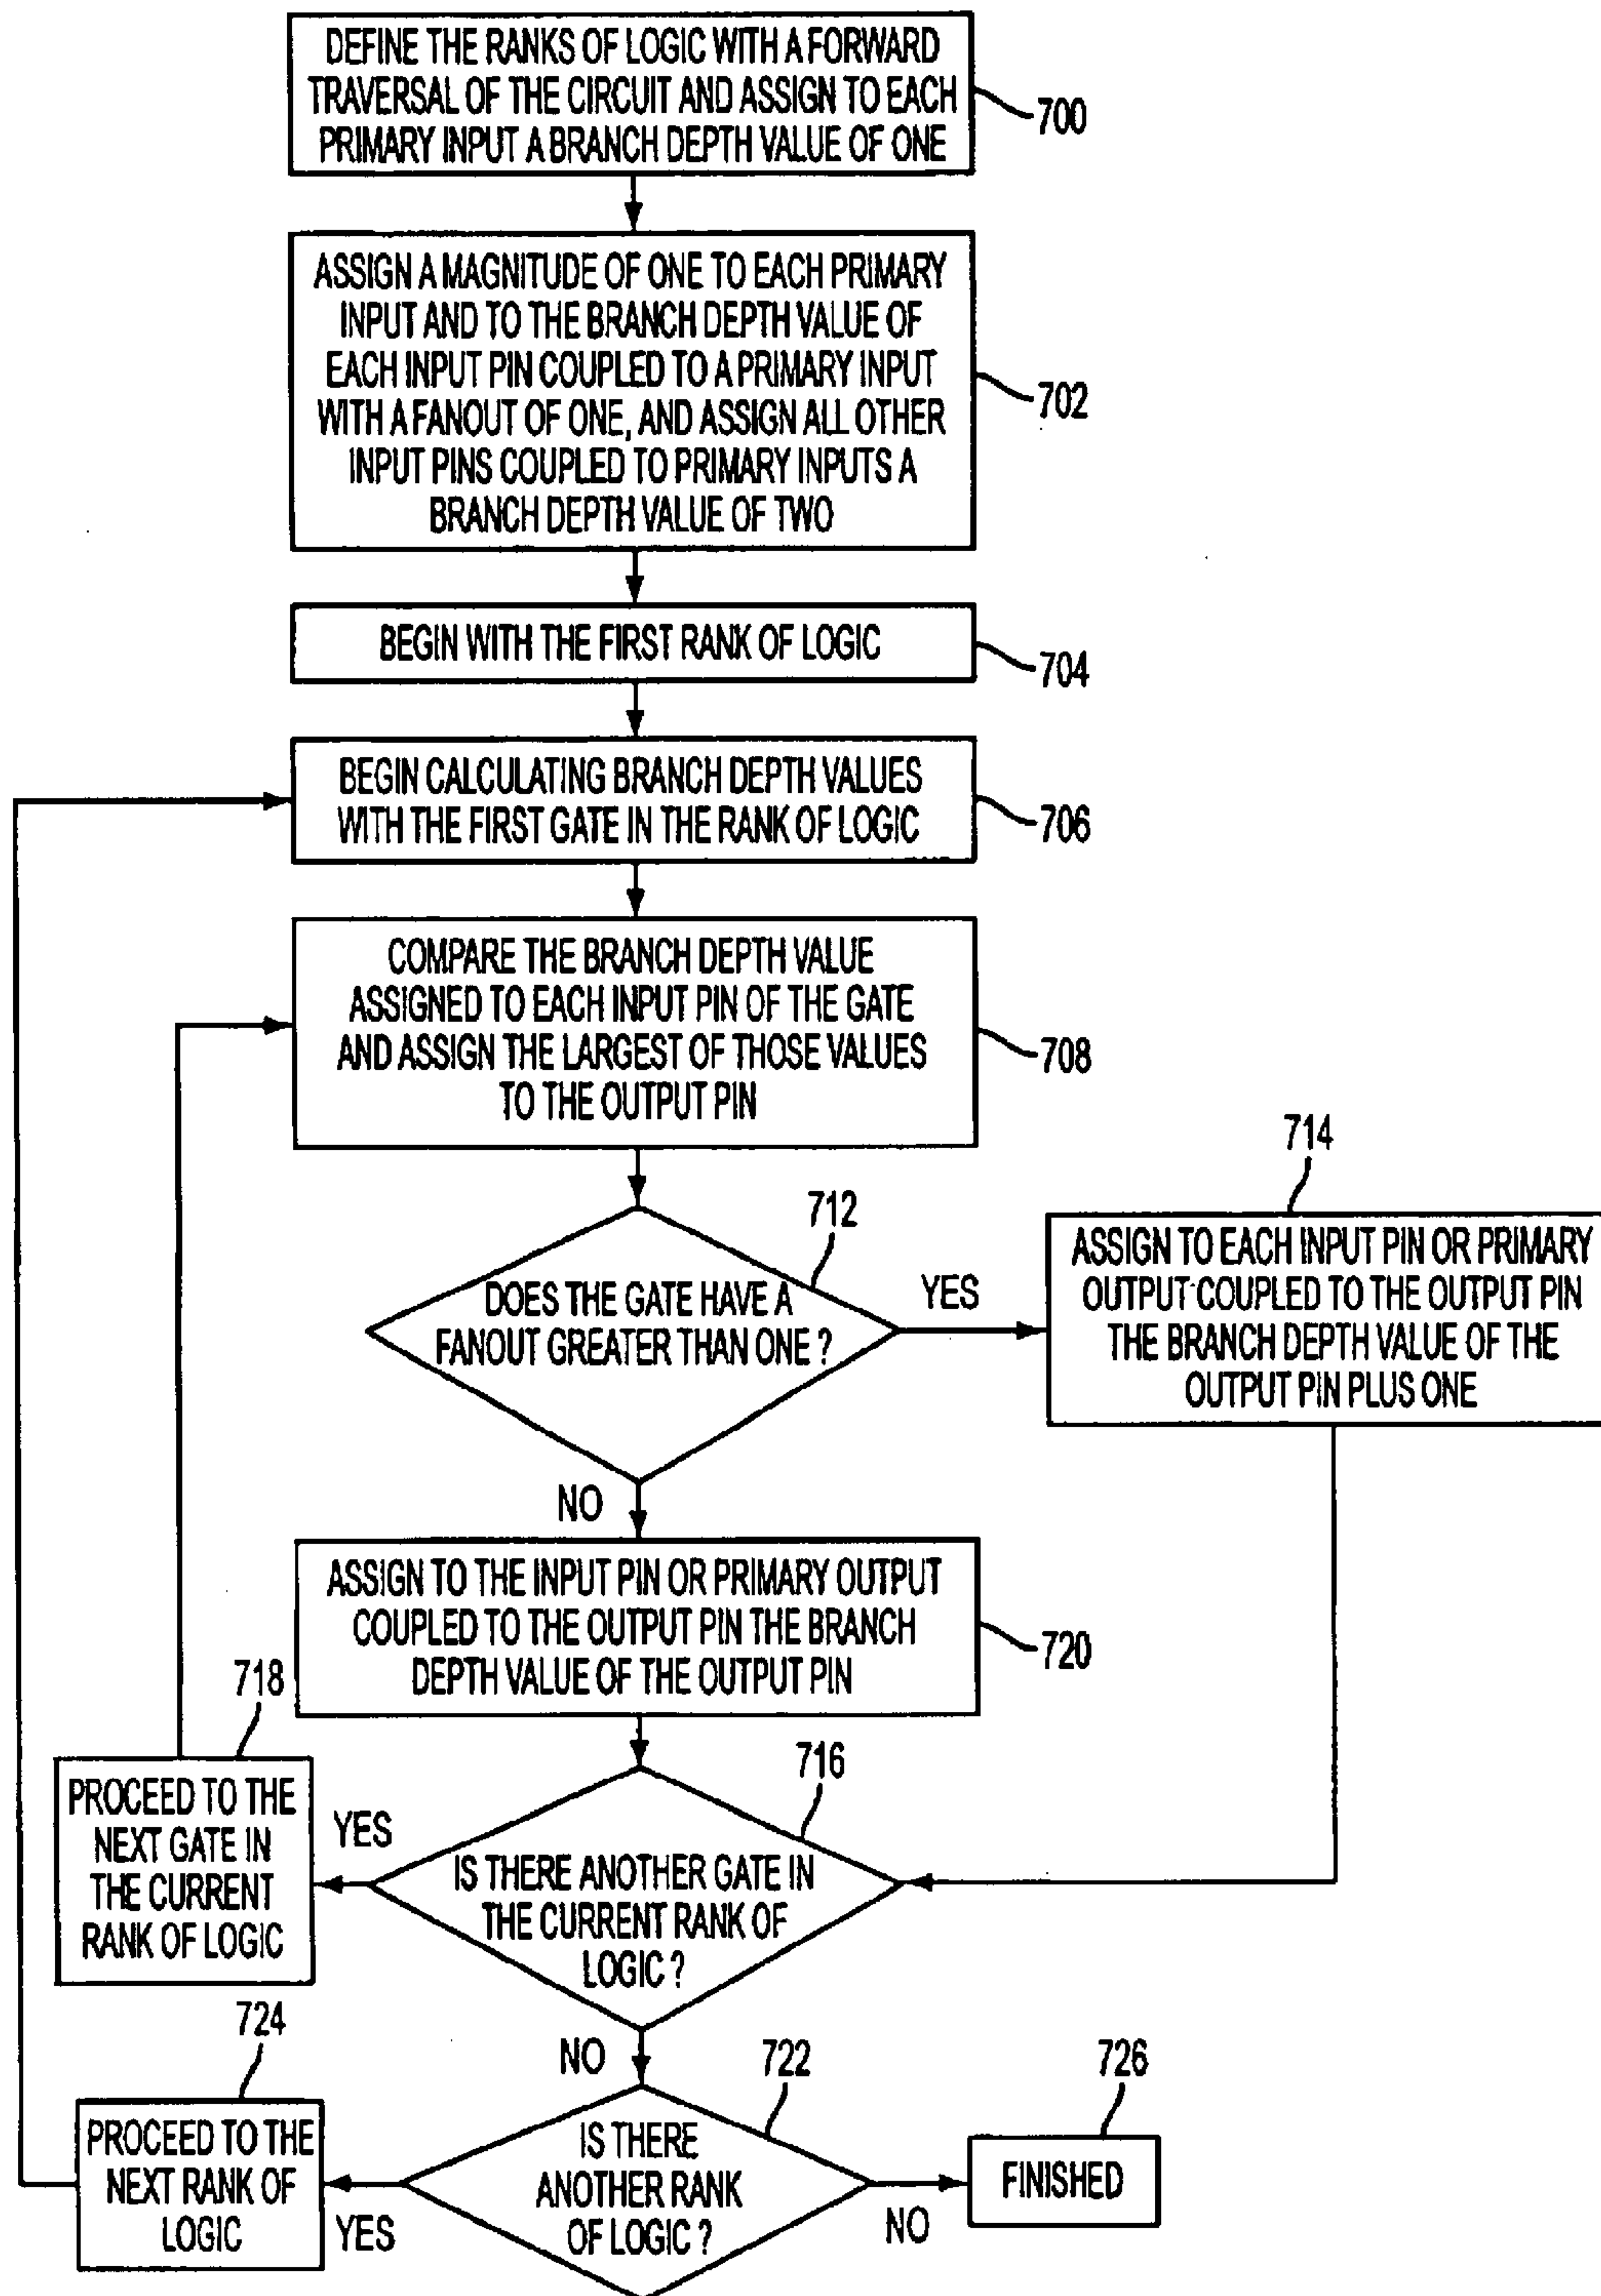 DEFINE THE RANKS OF LOGIC WITH A FORWARD
TRAVERSAL OF THE CIRCUIT AND ASSIGN TO EACH
PRIMARY INPUT A BRANCH DEPTH VALUE OF ONE
700
ASSIGN A MAGNITUDE OF ONE TO EACH PRIMARY
INPUT AND TO THE BRANCH DEPTH VALUE OF
EACH INPUT PIN COUPLED TO A PRIMARY INPUT
WITH A FANOUT OF ONE, AND ASSIGN ALL OTHER
INPUT PINS COUPLED TO PRIMARY INPUTS A
BRANCH DEPTH VALUE OF TWO
702
BEGIN WITH THE FIRST RANK OF LOGIC
704
BEGIN CALCULATING BRANCH DEPTH VALUES
WITH THE FIRST GATE IN THE RANK OF LOGIC
706
COMPARE THE BRANCH DEPTH VALUE
ASSIGNED TO EACH INPUT PIN OF THE GATE
AND ASSIGN THE LARGEST OF THOSE VALUES
TO THE OUTPUT PIN
708
712
DOES THE GATE HAVE A
FANOUT GREATER THAN ONE ?
YES
714
ASSIGN TO EACH INPUT PIN OR PRIMARY
OUTPUT COUPLED TO THE OUTPUT PIN
THE BRANCH DEPTH VALUE OF THE
OUTPUT PIN PLUS ONE
NO
ASSIGN TO THE INPUT PIN OR PRIMARY OUTPUT
COUPLED TO THE OUTPUT PIN THE BRANCH
DEPTH VALUE OF THE OUTPUT PIN
720
716
IS THERE ANOTHER GATE IN
THE CURRENT RANK OF
LOGIC ?
YES
718
PROCEED TO THE
NEXT GATE IN
THE CURRENT
RANK OF LOGIC
NO
722
IS THERE
ANOTHER RANK
OF LOGIC ?
YES
724
PROCEED TO THE
NEXT RANK OF
LOGIC
NO
726
FINISHED